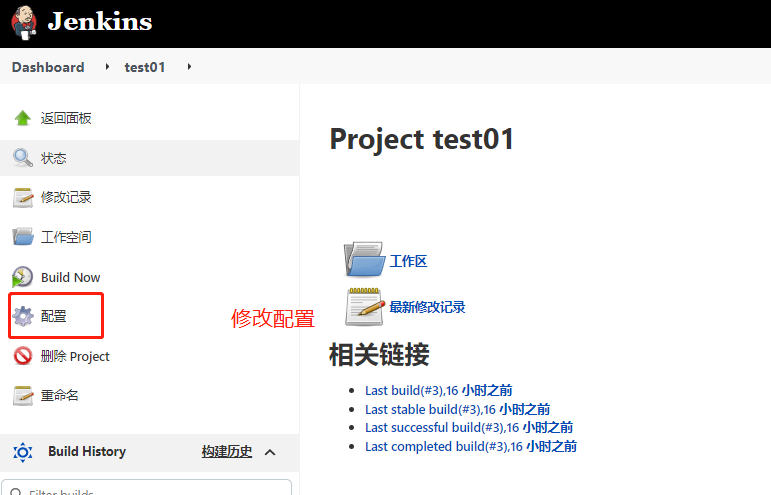 Jenkins
Dashboard test01
返回面板
状态
修改记录
工作空间
Build Now
配置
删除 Project
重命名
Build History 构建历史
Filter builds
Project test01
工作区
修改配置
最新修改记录
相关链接
Last build(#3),16 小时之前
Last stable build(#3),16 小时之前
Last successful build(#3),16 小时之前
Last completed build(#3),16 小时之前